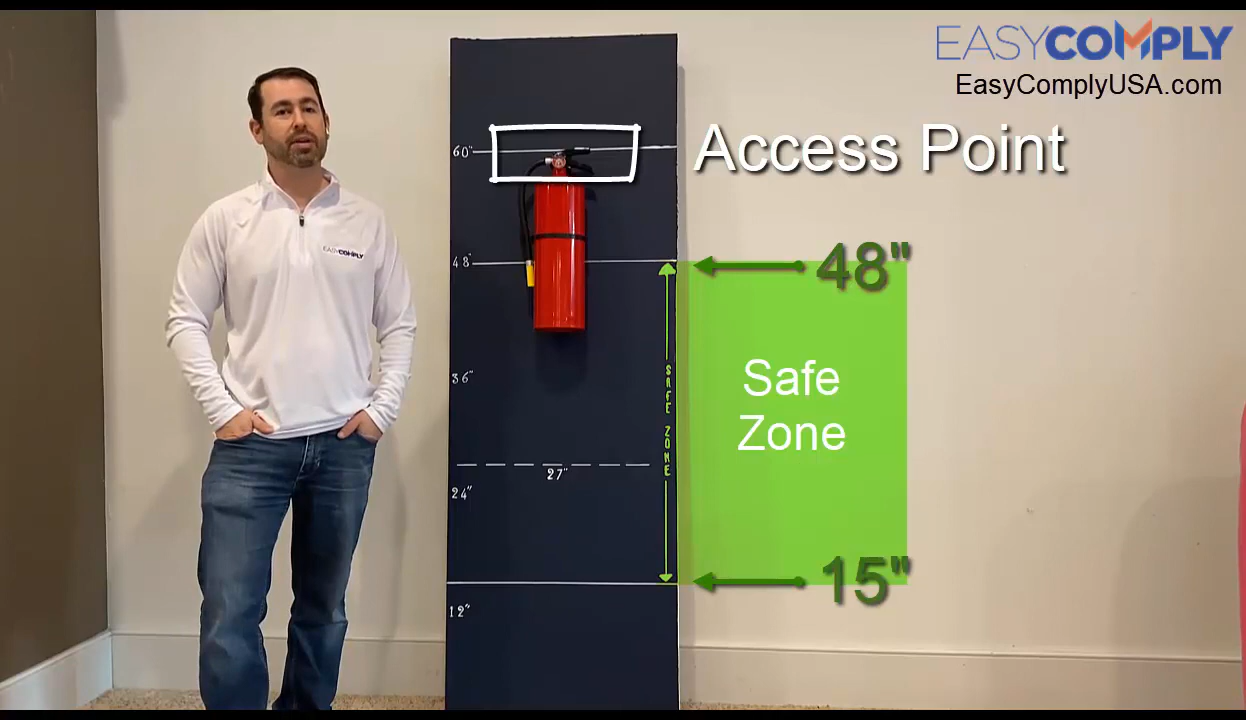 EASYCOMPLY
EasyComplyUSA.com
Access Point
60"
EASYCOMPLY
48"
48"
Safe
Zone
SAFE ZONE
36"
27"
24"
15"
12"